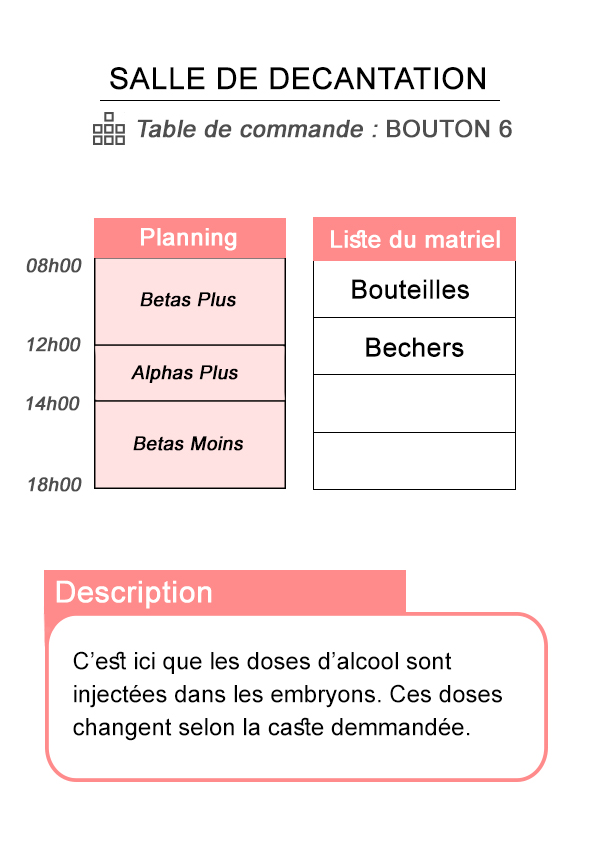 SALLE DE DECANTATION
Table de commande : BOUTON 6
Planning
08h00
Betas Plus
12h00
Alphas Plus
14h00
Betas Moins
18h00
Liste du matriel
Bouteilles
Bechers
Description
C'est ici que les doses d'alcool sont
injectées dans les embryons. Ces doses
changent selon la caste demmandée.